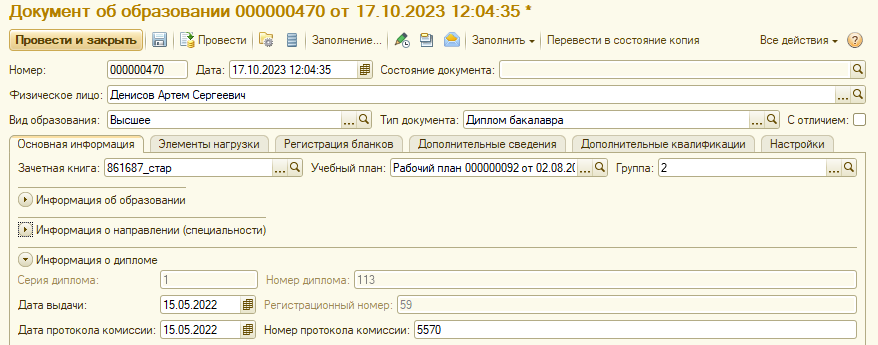 Документ об образовании 000000470 от 17.10.2023 12:04:35 *
Провести и закрыть Провести Заполнение... Заполнить Перевести в состояние копия Все действия ?
Номер: 000000470 Дата: 17.10.2023 12:04:35 Состояние документа:
Физическое лицо: Денисов Артем Сергеевич ...
Вид образования: Высшее ... Тип документа: Диплом бакалавра ... С отличием:
Основная информация Элементы нагрузки Регистрация бланков Дополнительные сведения Дополнительные квалификации Настройки
Зачетная книга: 861687_стар ... Учебный план: Рабочий план 000000092 от 02.08.20 ... Группа: 2 ...
Информация об образовании
Информация о направлении (специальности)
Информация о дипломе
Серия диплома: 1 Номер диплома: 113
Дата выдачи: 15.05.2022 Регистрационный номер: 59
Дата протокола комиссии: 15.05.2022 Номер протокола комиссии: 5570